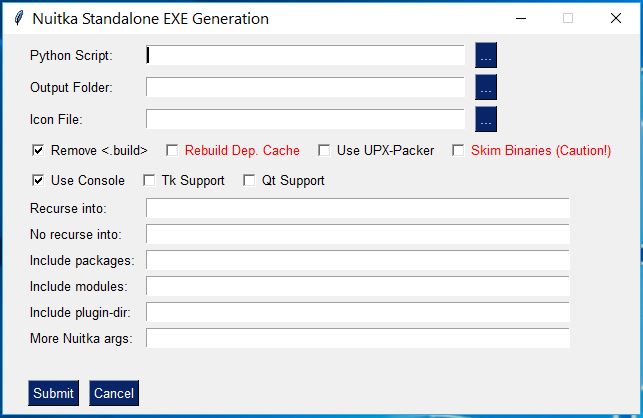 Nuitka Standalone EXE Generation
Python Script: ...
Output Folder: ...
Icon File: ...
Remove <.build> Rebuild Dep. Cache Use UPX-Packer Skim Binaries (Caution!)
Use Console Tk Support Qt Support
Recurse into:
No recurse into:
Include packages:
Include modules:
Include plugin-dir:
More Nuitka args:
Submit Cancel